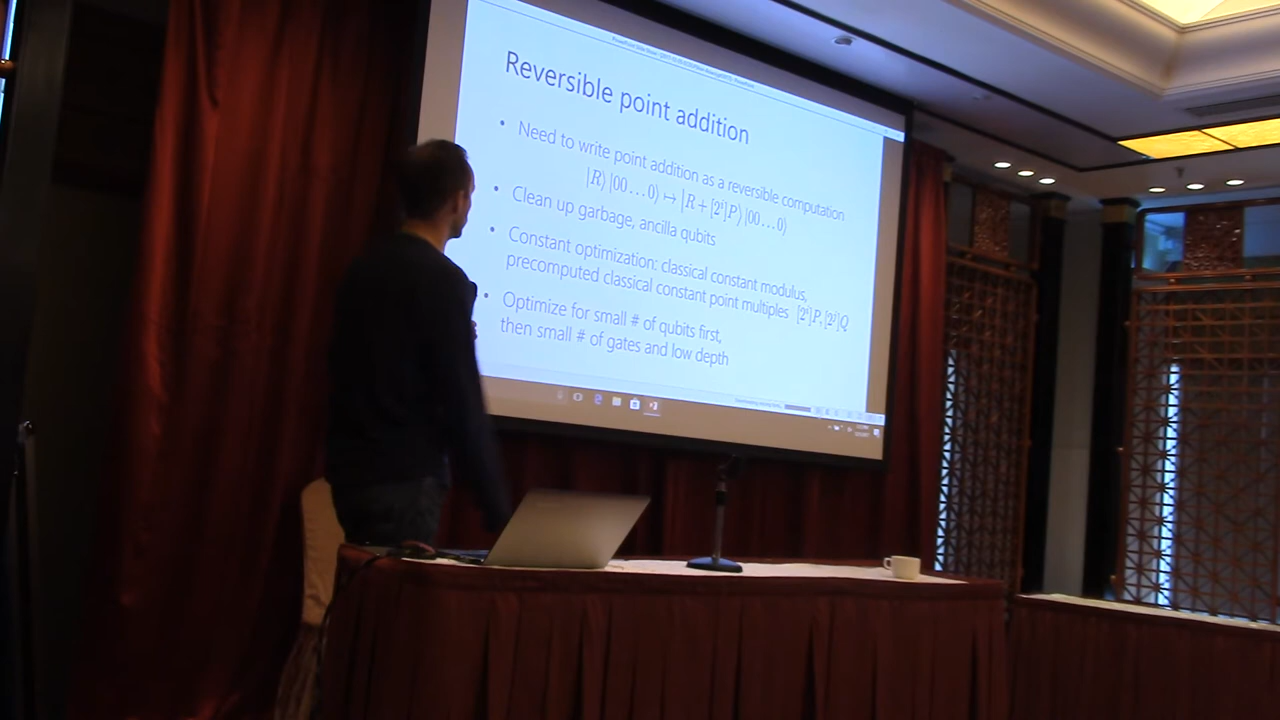 Reversible point addition
• Need to write point addition as a reversible computation
|R⟩ |00...0⟩ ↦ |R + [2ⁱ]P⟩ |00...0⟩
• Clean up garbage, ancilla qubits
• Constant optimization: classical constant modulus,
precomputed classical constant point multiples [2ⁱ]P, [2ʲ]Q
• Optimize for small # of qubits first,
then small # of gates and low depth